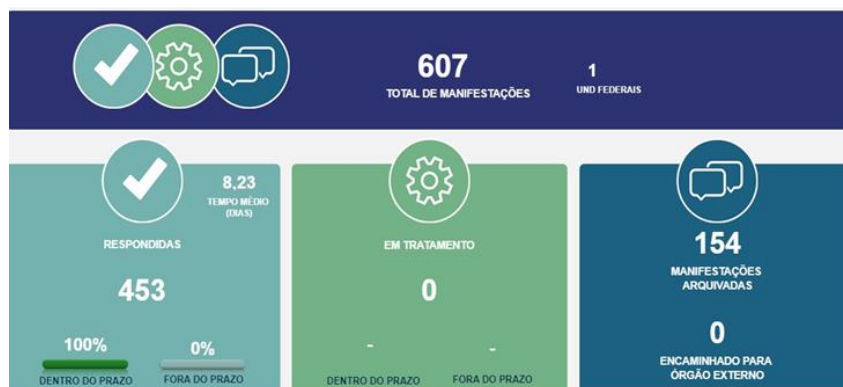 607
TOTAL DE MANIFESTAÇÕES
1
UND FEDERAIS
8,23
TEMPO MÉDIO
(DIAS)
RESPONDIDAS
453
100%
0%
DENTRO DO PRAZO
FORA DO PRAZO
EM TRATAMENTO
0
-
-
DENTRO DO PRAZO
FORA DO PRAZO
154
MANIFESTAÇÕES
ARQUIVADAS
0
ENCAMINHADO PARA
ÓRGÃO EXTERNO